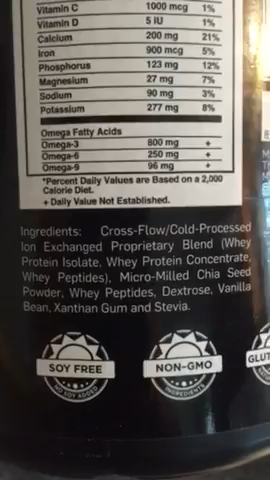 Vitamin C 1000 mcg 1%
Vitamin D 5 IU 1%
Calcium 200 mg 21%
Iron 900 mcg 5%
Phosphorus 123 mg 12%
Magnesium 27 mg 7%
Sodium 90 mg 3%
Potassium 277 mg 8%
Omega Fatty Acids
Omega-3 800 mg +
Omega-6 250 mg +
Omega-9 96 mg +
*Percent Daily Values are Based on a 2,000
Calorie Diet.
+ Daily Value Not Established.
Ingredients: Cross-Flow/Cold-Processed
Ion Exchanged Proprietary Blend (Whey
Protein Isolate, Whey Protein Concentrate,
Whey Peptides), Micro-Milled Chia Seed
Powder, Whey Peptides, Dextrose, Vanilla
Bean, Xanthan Gum and Stevia.
SOY FREE
NO SOY ADDED
NON-GMO
INGREDIENTS
GLUT